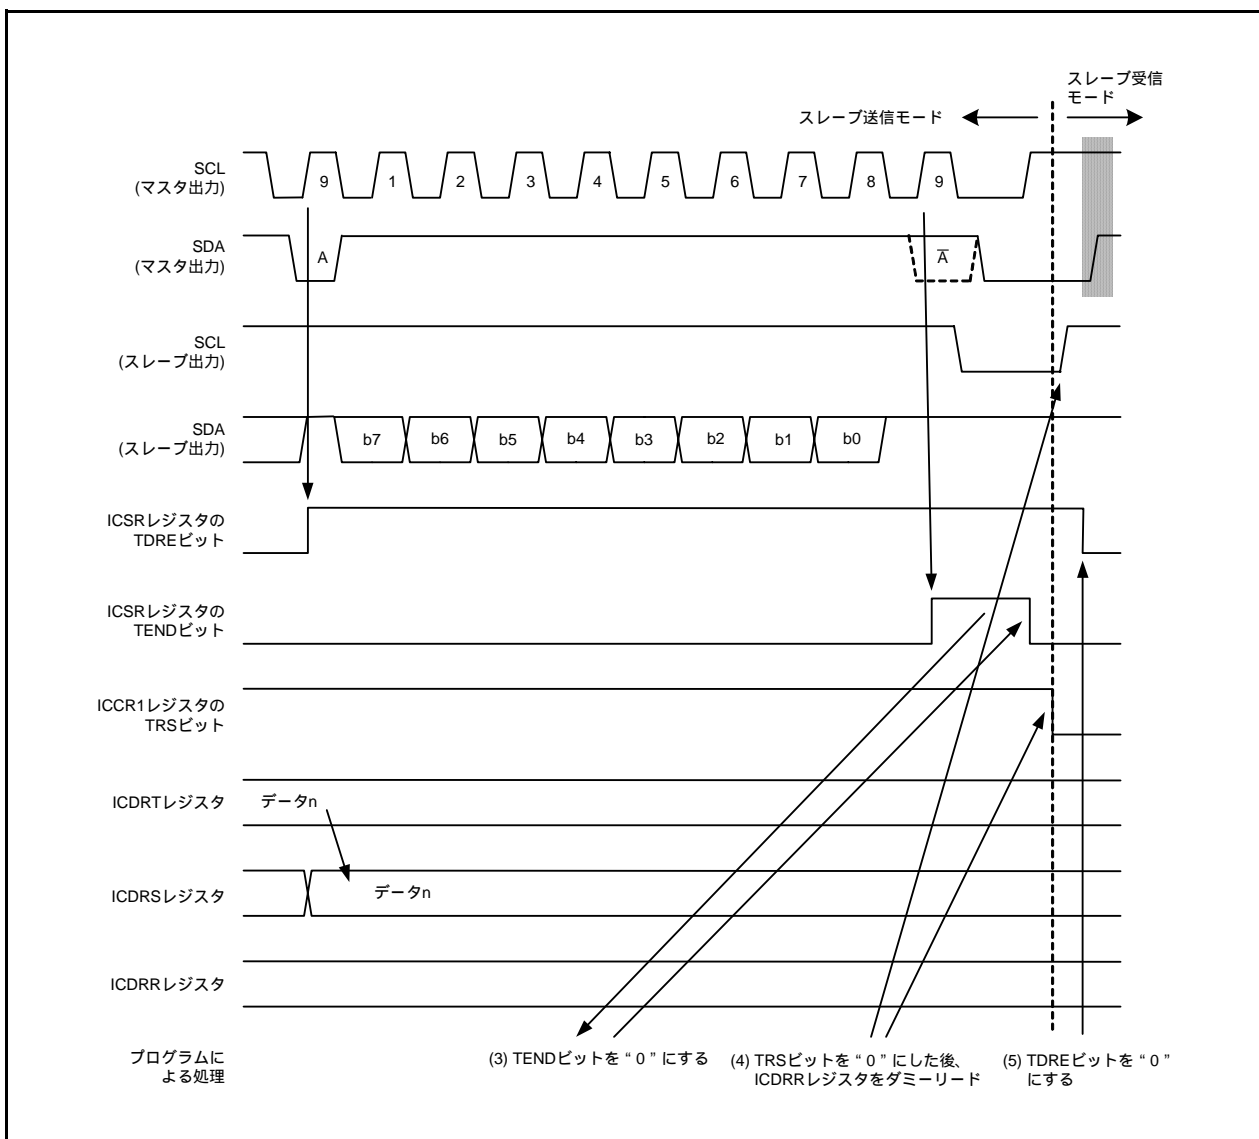 スレーブ受信
モード
スレーブ送信モード
SCL
(マスタ出力)
9 1 2 3 4 5 6 7 8 9
SDA
(マスタ出力)
A A̅
SCL
(スレーブ出力)
SDA
(スレーブ出力)
b7 b6 b5 b4 b3 b2 b1 b0
ICSRレジスタの
TDREビット
ICSRレジスタの
TENDビット
ICCR1レジスタの
TRSビット
ICDRTレジスタ データn
ICDRSレジスタ データn
ICDRRレジスタ
プログラムに
よる処理
(3) TENDビットを“ 0 ” にする
(4) TRSビットを“ 0 ” にした後、
ICDRRレジスタをダミーリード
(5) TDREビットを“ 0 ”
にする